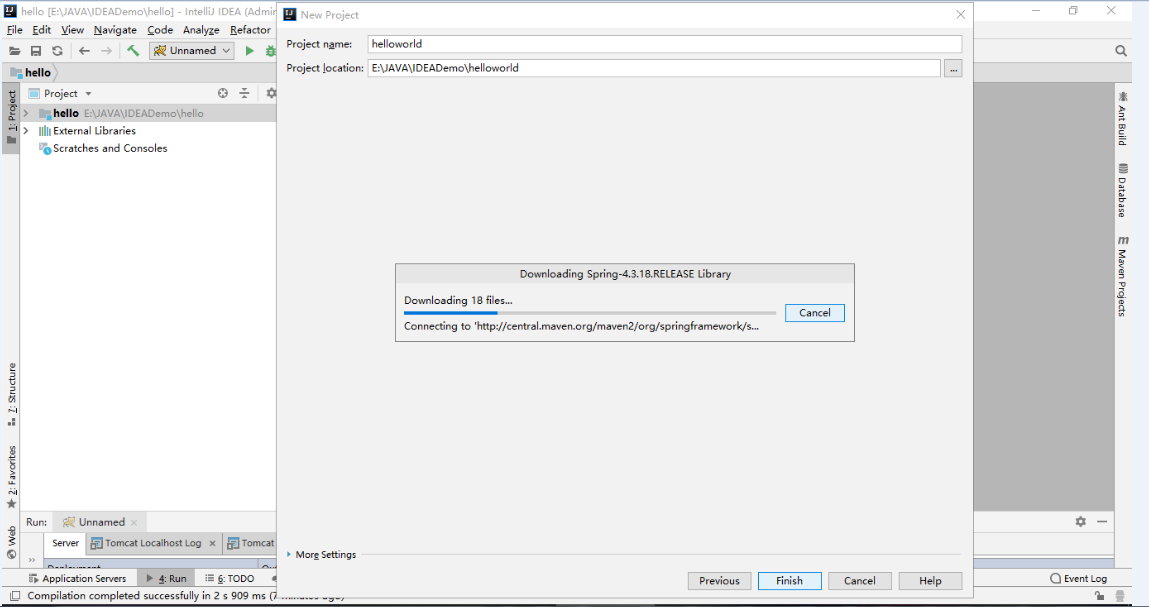 hello [E:\JAVA\IDEADemo\hello] - IntelliJ IDEA (Admin
New Project
File Edit View Navigate Code Analyze Refactor
Project name: helloworld
Unnamed
Project location: E:\JAVA\IDEADemo\helloworld ...
hello
1: Project
Project
hello E:\JAVA\IDEADemo\hello
External Libraries
Scratches and Consoles
Ant Build
Database
Maven Projects
Downloading Spring-4.3.18.RELEASE Library
Downloading 18 files...
Cancel
Connecting to 'http://central.maven.org/maven2/org/springframework/s...
7: Structure
2: Favorites
Web
Run: Unnamed
Server Tomcat Localhost Log Tomcat
More Settings
Previous Finish Cancel Help
Application Servers 4: Run 6: TODO Event Log
Compilation completed successfully in 2 s 909 ms (7 minutes ago)